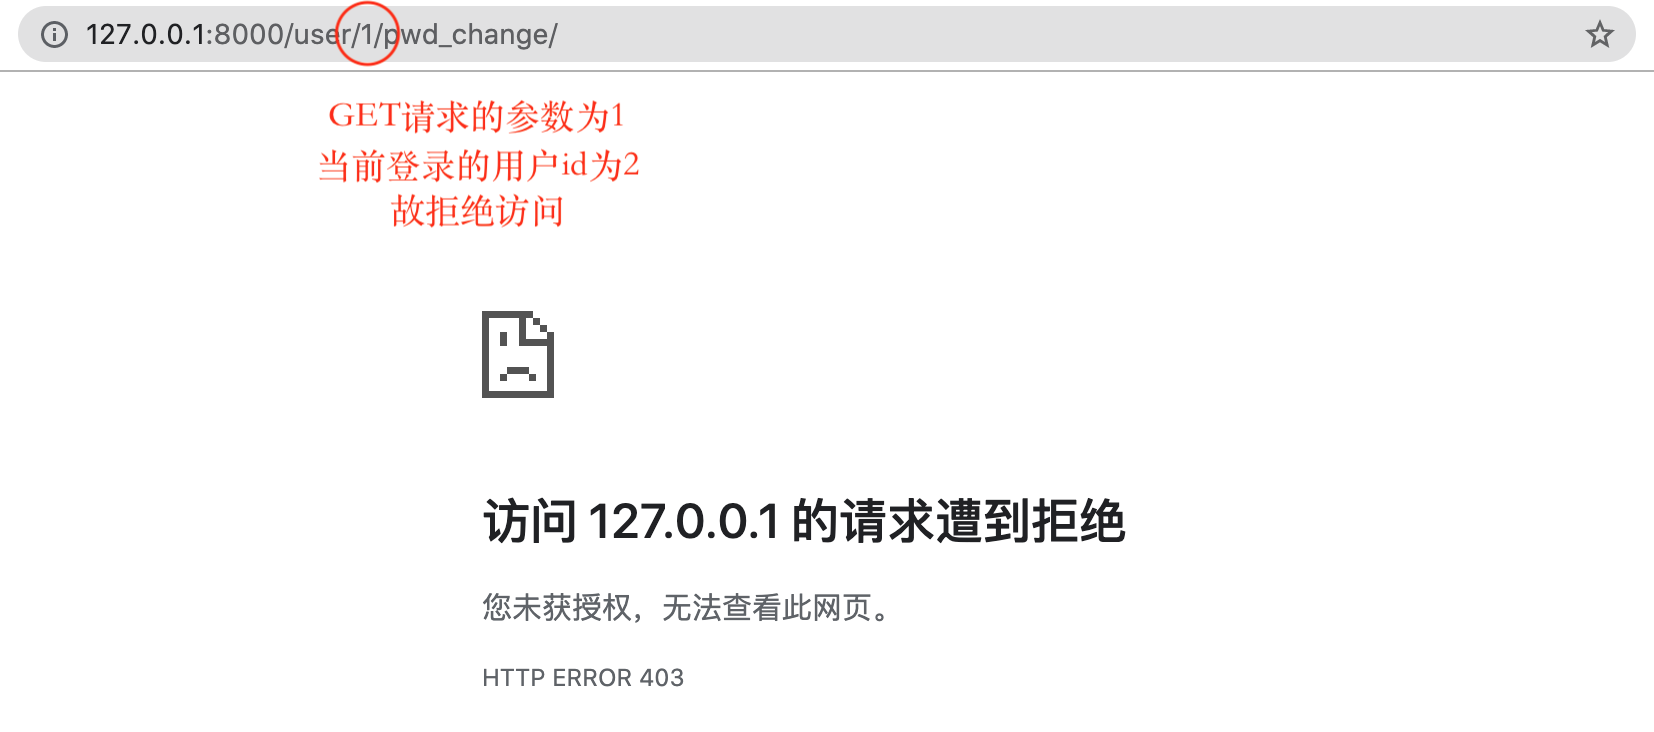 127.0.0.1:8000/user/1/pwd_change/
GET请求的参数为1
当前登录的用户id为2
故拒绝访问
访问 127.0.0.1 的请求遭到拒绝
您未获授权，无法查看此网页。
HTTP ERROR 403